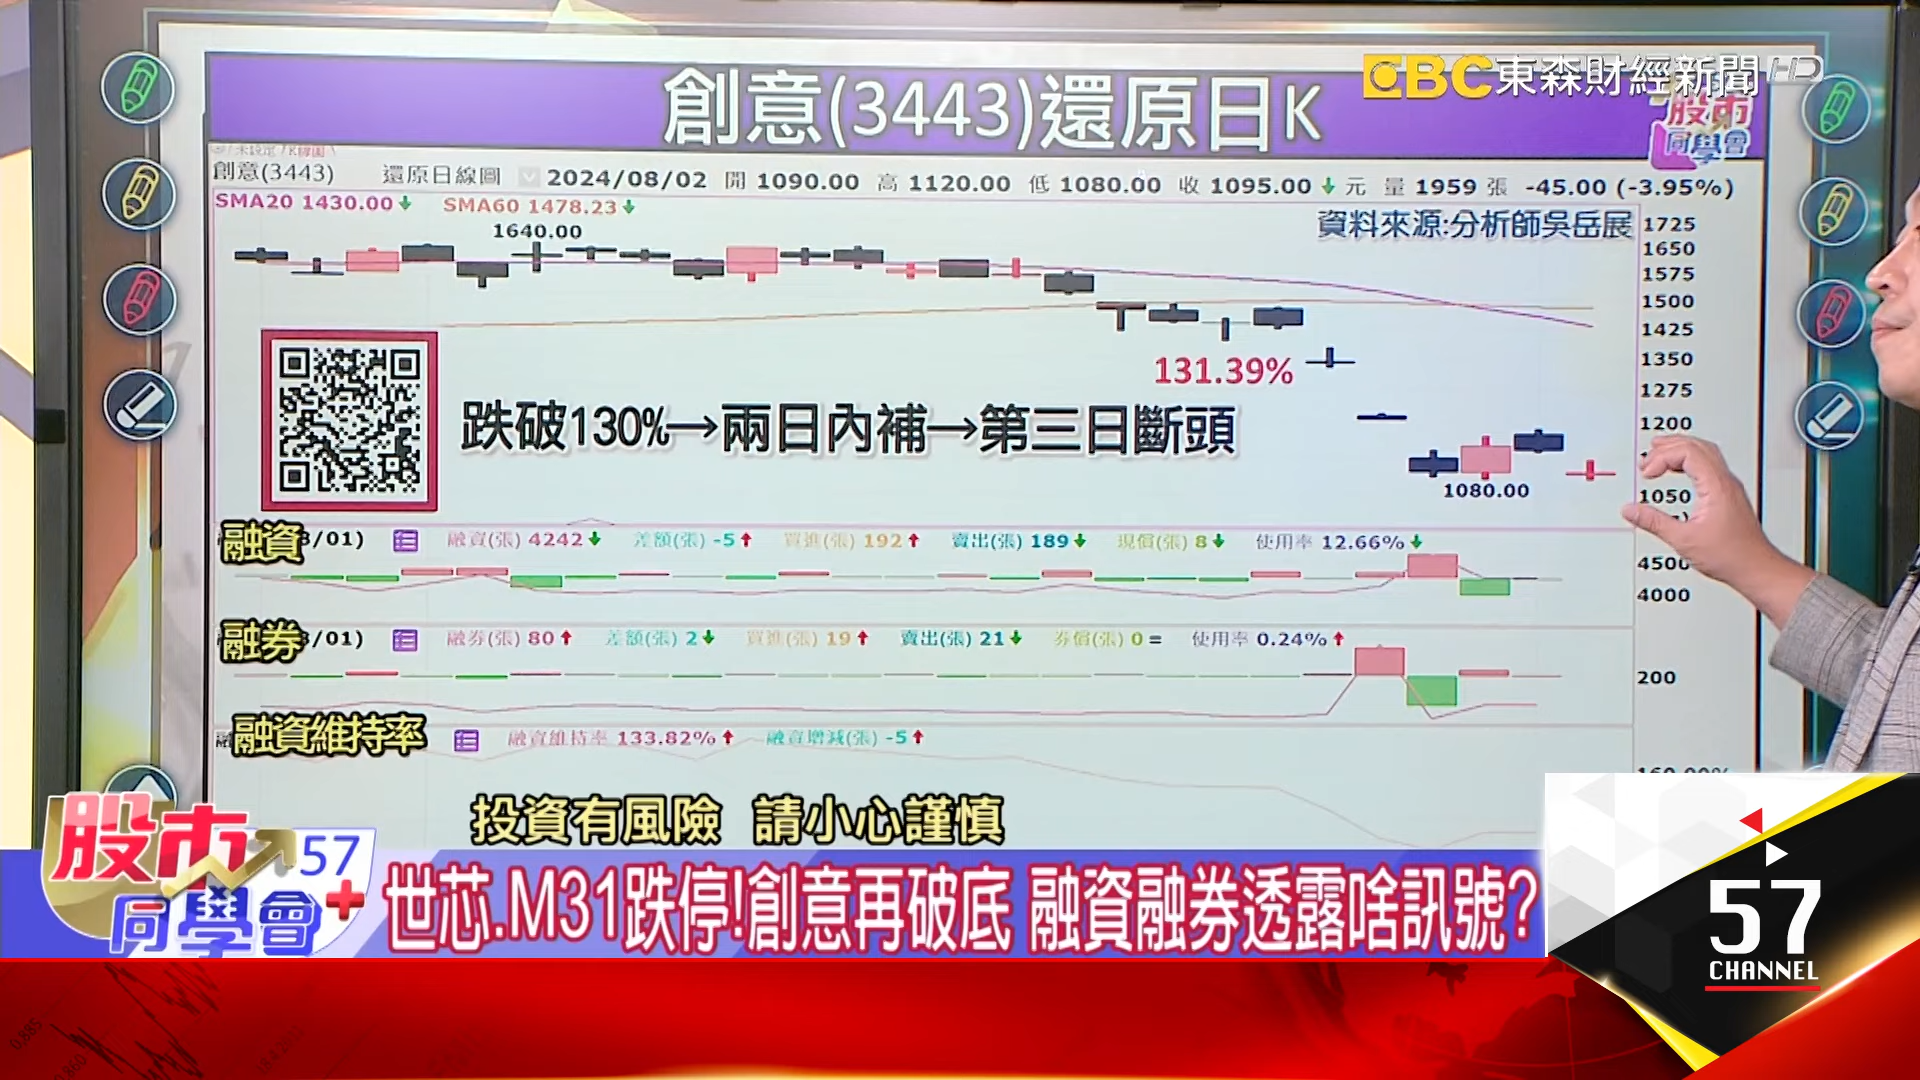 創意(3443)還原日K
EBC東森財經新聞HD
股市
同學會
創意(3443) 還原日線圖 2024/08/02 開 1090.00 高 1120.00 低 1080.00 收 1095.00↓ 元 量 1959 張 -45.00 (-3.95%)
SMA20 1430.00↓ SMA60 1478.23↓
資料來源:分析師吳岳展
1640.00
1725
1650
1575
1500
1425
1350
1275
1200
1050
131.39%
跌破130%→兩日內補→第三日斷頭
1080.00
融資 /01) 融資(張) 4242↓ 差額(張) -5↑ 買進(張) 192↑ 賣出(張) 189↓ 現償(張) 8↓ 使用率 12.66%↓
4500
4000
融券 /01) 融券(張) 80↑ 差額(張) 2↓ 買進(張) 19↑ 賣出(張) 21↓ 券償(張) 0= 使用率 0.24%↑
200
融資維持率 融資維持率 133.82%↑ 融資增減(張) -5↑
投資有風險 請小心謹慎
股市 57
同學會+
世芯.M31跌停!創意再破底 融資融券透露啥訊號?
57
CHANNEL